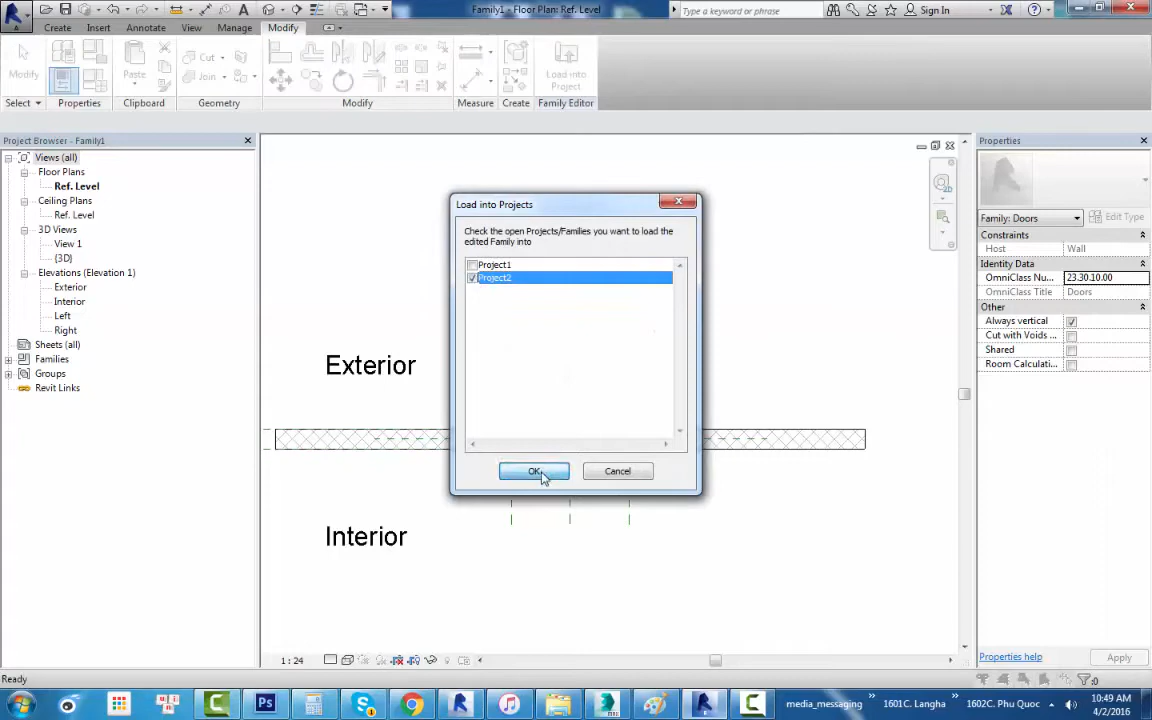 Family1 - Floor Plan: Ref. Level
Type a keyword or phrase
Sign In
Create
Insert
Annotate
View
Manage
Modify
Modify
Paste
Cut
Join
Load into
Project
Select
Properties
Clipboard
Geometry
Modify
Measure
Create
Family Editor
Project Browser - Family1
Views (all)
Floor Plans
Ref. Level
Ceiling Plans
Ref. Level
3D Views
View 1
{3D}
Elevations (Elevation 1)
Exterior
Interior
Left
Right
Sheets (all)
Families
Groups
Revit Links
Exterior
Interior
Load into Projects
Check the open Projects/Families you want to load the
edited Family into
Project1
Project2
OK
Cancel
2D
Properties
Family: Doors
Edit Type
Constraints
Host
Wall
Identity Data
OmniClass Nu...
23.30.10.00
OmniClass Title
Doors
Other
Always vertical
Cut with Voids ...
Shared
Room Calculati...
Properties help
Apply
1 : 24
Ready
:0
media_messaging
1601C. Langha
1602C. Phu Quoc
10:49 AM
4/2/2016